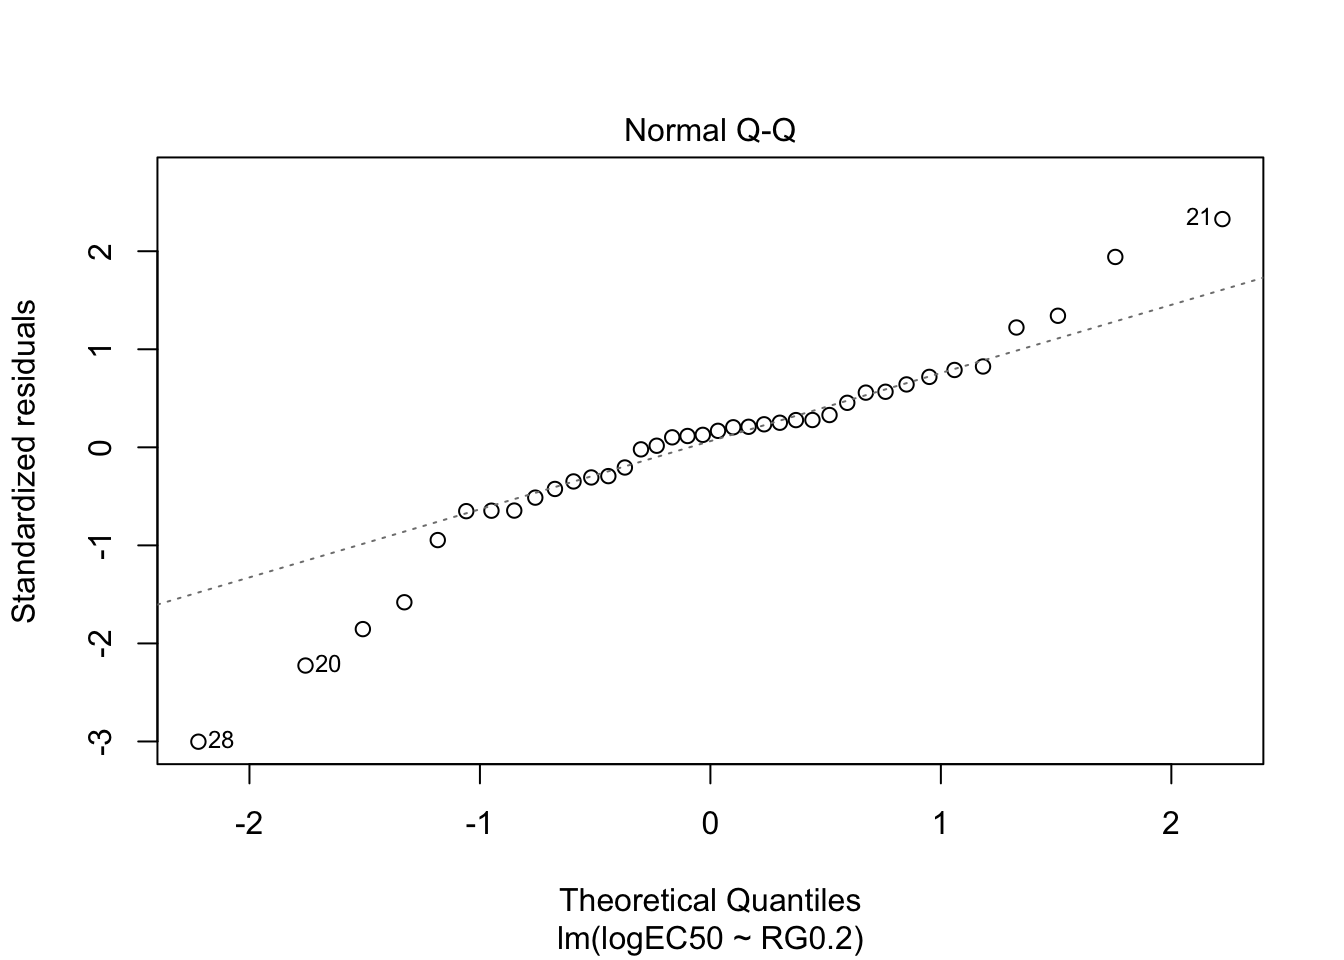 Normal Q-Q
Standardized residuals
2
1
0
-1
-2
-3
21
20
28
-2 -1 0 1 2
Theoretical Quantiles
lm(logEC50 ~ RG0.2)